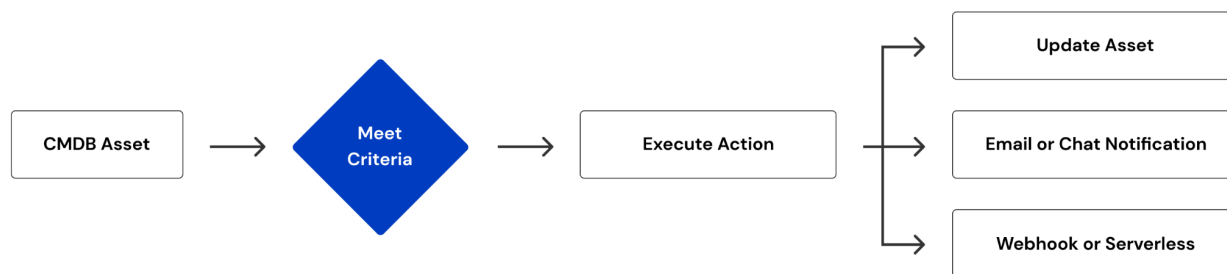 CMDB Asset
Meet
Criteria
Execute Action
Update Asset
Email or Chat Notification
Webhook or Serverless